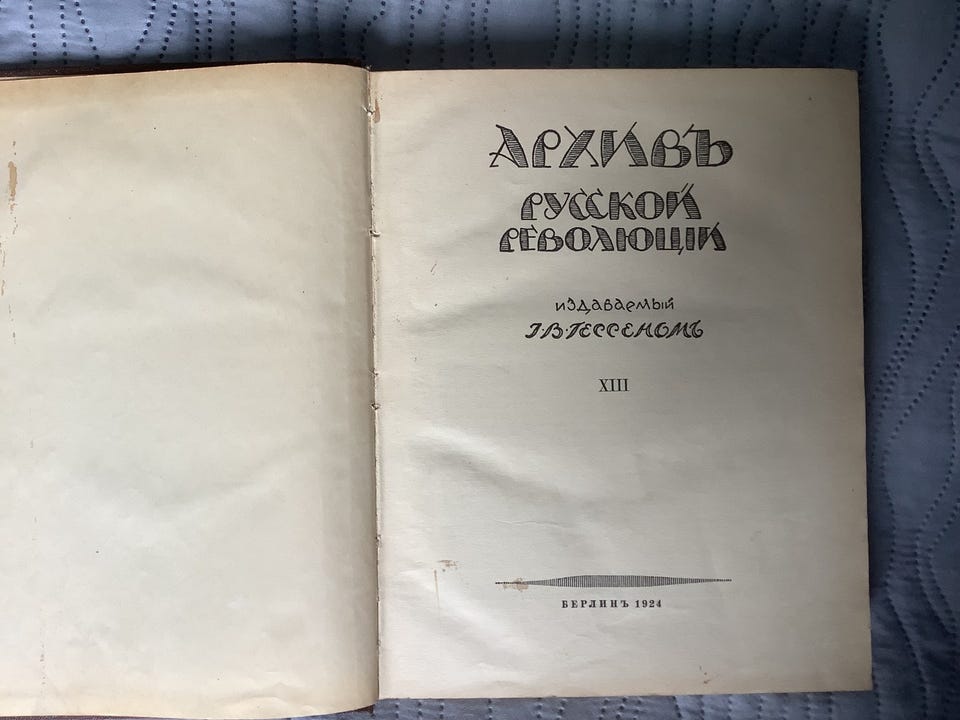 АРХИВЪ
РУССКОЙ
РЕВОЛЮЦІИ
издаваемый
І·В·ГЕССЕНОМЪ
XIII
БЕРЛИНЪ 1924